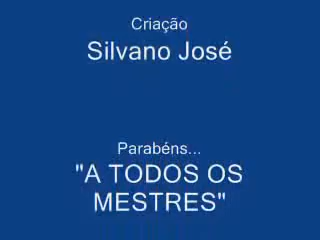 Criação
Silvano José
Parabéns...
"A TODOS OS
MESTRES"